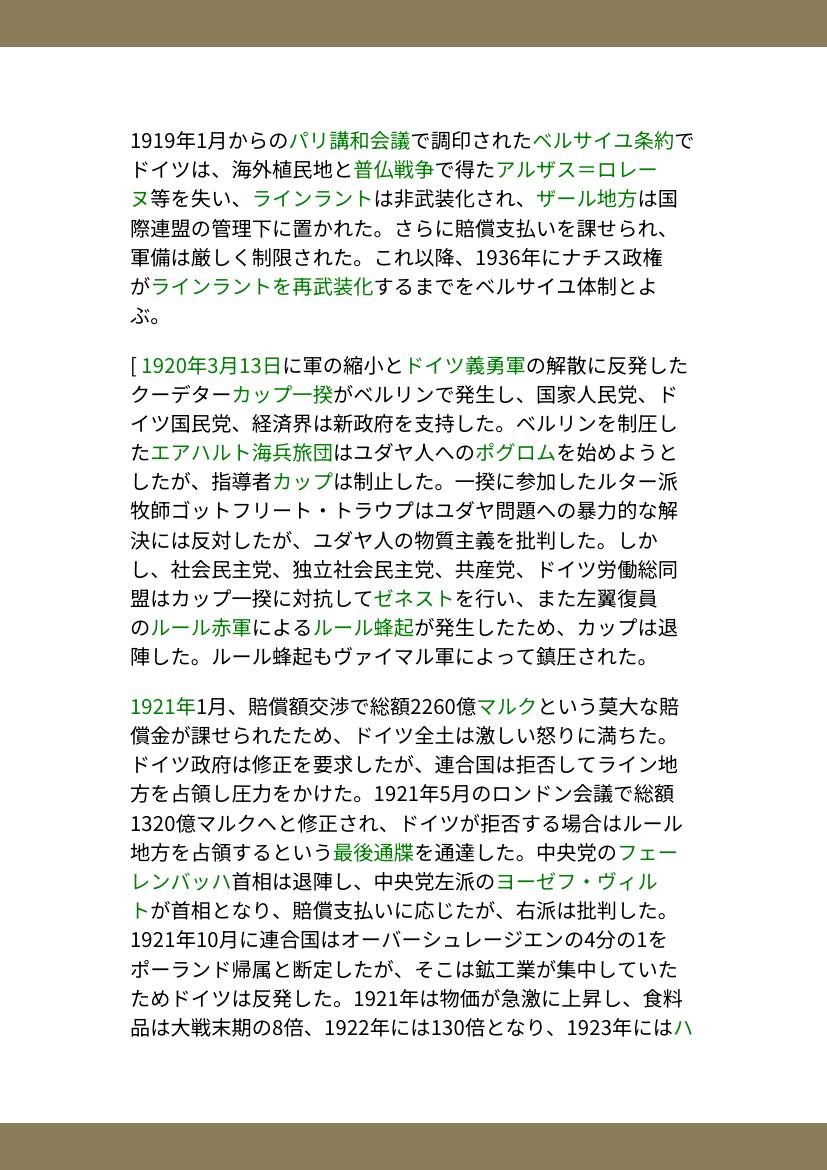 1919年1月からのパリ講和会議で調印されたベルサイユ条約で
ドイツは、海外植民地と普仏戦争で得たアルザス＝ロレー
ヌ等を失い、ラインラントは非武装化され、ザール地方は国
際連盟の管理下に置かれた。さらに賠償支払いを課せられ、
軍備は厳しく制限された。これ以降、1936年にナチス政権
がラインラントを再武装化するまでをベルサイユ体制とよ
ぶ。
[ 1920年3月13日に軍の縮小とドイツ義勇軍の解散に反発した
クーデターカップ一揆がベルリンで発生し、国家人民党、ド
イツ国民党、経済界は新政府を支持した。ベルリンを制圧し
たエアハルト海兵旅団はユダヤ人へのポグロムを始めようと
したが、指導者カップは制止した。一揆に参加したルター派
牧師ゴットフリート・トラウプはユダヤ問題への暴力的な解
決には反対したが、ユダヤ人の物質主義を批判した。しか
し、社会民主党、独立社会民主党、共産党、ドイツ労働総同
盟はカップ一揆に対抗してゼネストを行い、また左翼復員
のルール赤軍によるルール蜂起が発生したため、カップは退
陣した。ルール蜂起もヴァイマル軍によって鎮圧された。
1921年1月、賠償額交渉で総額2260億マルクという莫大な賠
償金が課せられたため、ドイツ全土は激しい怒りに満ちた。
ドイツ政府は修正を要求したが、連合国は拒否してライン地
方を占領し圧力をかけた。1921年5月のロンドン会議で総額
1320億マルクへと修正され、ドイツが拒否する場合はルール
地方を占領するという最後通牒を通達した。中央党のフェー
レンバッハ首相は退陣し、中央党左派のヨーゼフ・ヴィル
トが首相となり、賠償支払いに応じたが、右派は批判した。
1921年10月に連合国はオーバーシュレージエンの4分の1を
ポーランド帰属と断定したが、そこは鉱工業が集中していた
ためドイツは反発した。1921年は物価が急激に上昇し、食料
品は大戦末期の8倍、1922年には130倍となり、1923年にはハ